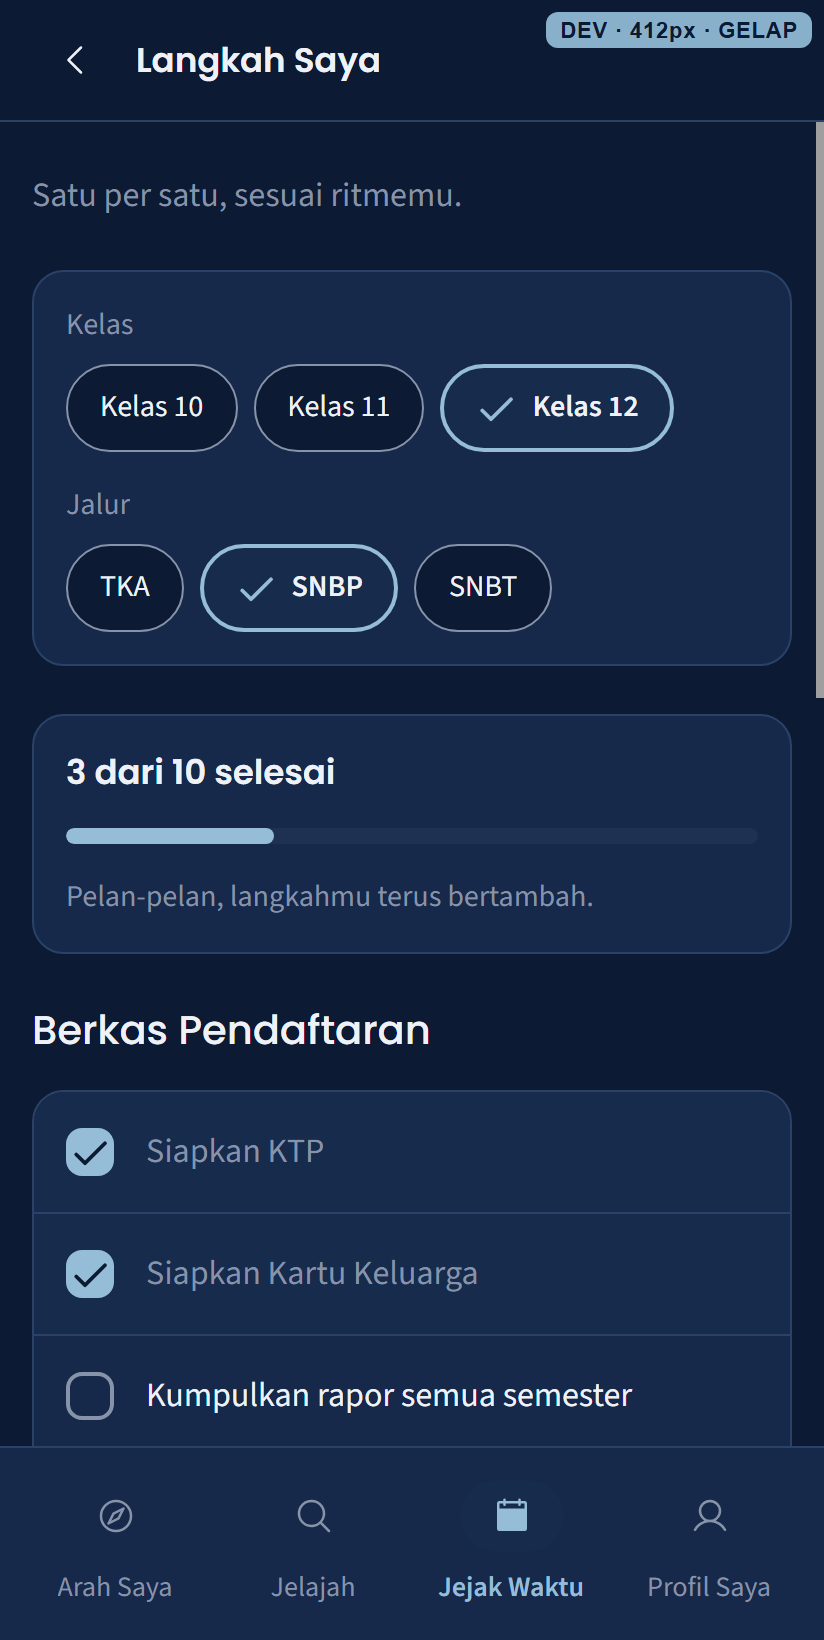 DEV · 412px · GELAP
Langkah Saya
Satu per satu, sesuai ritmemu.
Kelas
Kelas 10
Kelas 11
Kelas 12
Jalur
TKA
SNBP
SNBT
3 dari 10 selesai
Pelan-pelan, langkahmu terus bertambah.
Berkas Pendaftaran
Siapkan KTP
Siapkan Kartu Keluarga
Kumpulkan rapor semua semester
Arah Saya
Jelajah
Jejak Waktu
Profil Saya